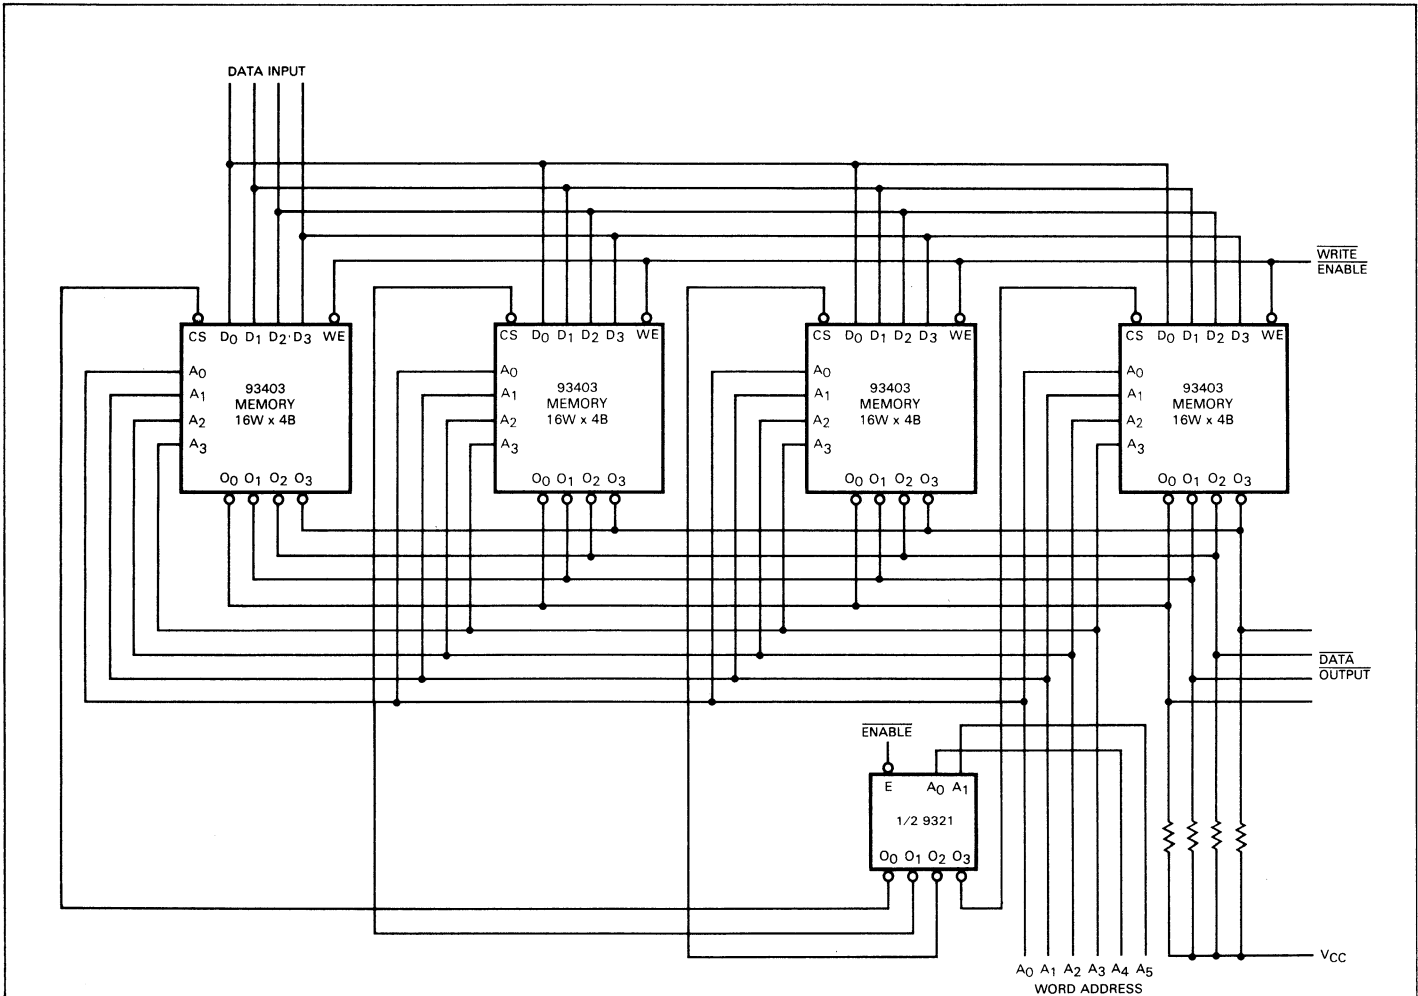 DATA INPUT
WRITE
ENABLE
CS D0 D1 D2 D3 WE
A0
A1
A2
A3
93403
MEMORY
16W x 4B
O0 O1 O2 O3
CS D0 D1 D2 D3 WE
A0
A1
A2
A3
93403
MEMORY
16W x 4B
O0 O1 O2 O3
CS D0 D1 D2 D3 WE
A0
A1
A2
A3
93403
MEMORY
16W x 4B
O0 O1 O2 O3
CS D0 D1 D2 D3 WE
A0
A1
A2
A3
93403
MEMORY
16W x 4B
O0 O1 O2 O3
DATA
OUTPUT
ENABLE
E A0 A1
1/2 9321
O0 O1 O2 O3
VCC
A0 A1 A2 A3 A4 A5
WORD ADDRESS